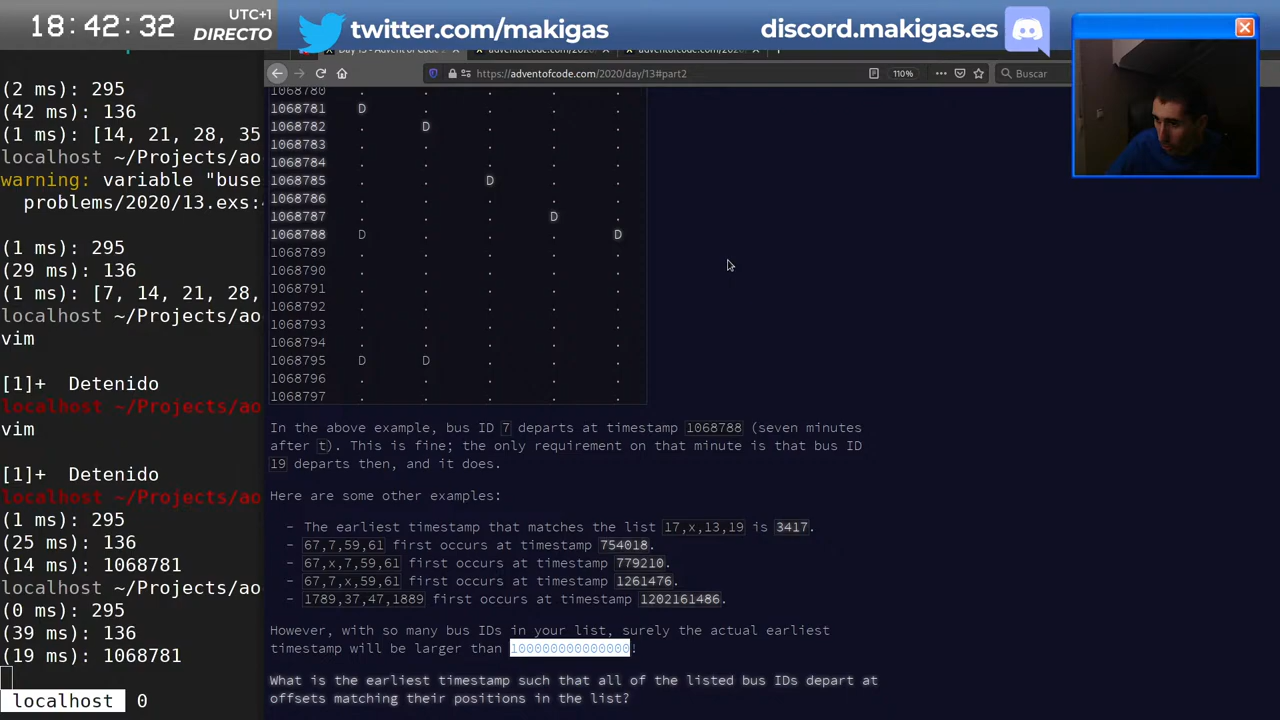 18:42:32
UTC+1
DIRECTO
twitter.com/makigas
discord.makigas.es
https://adventofcode.com/2020/day/13#part2
110%
Buscar
(2 ms): 295
(42 ms): 136
(1 ms): [14, 21, 28, 35
localhost ~/Projects/ao
warning: variable "buse
problems/2020/13.exs:
(1 ms): 295
(29 ms): 136
(1 ms): [7, 14, 21, 28,
localhost ~/Projects/ao
vim
[1]+ Detenido
localhost ~/Projects/ao
vim
[1]+ Detenido
localhost ~/Projects/ao
(1 ms): 295
(25 ms): 136
(14 ms): 1068781
localhost ~/Projects/ao
(0 ms): 295
(39 ms): 136
(19 ms): 1068781
localhost 0
1068780 . . . . .
1068781 D . . . .
1068782 . D . . .
1068783 . . . . .
1068784 . . . . .
1068785 . . D . .
1068786 . . . . .
1068787 . . . D .
1068788 D . . . D
1068789 . . . . .
1068790 . . . . .
1068791 . . . . .
1068792 . . . . .
1068793 . . . . .
1068794 . . . . .
1068795 D D . . .
1068796 . . . . .
1068797 . . . . .
In the above example, bus ID 7 departs at timestamp 1068788 (seven minutes
after t). This is fine; the only requirement on that minute is that bus ID
19 departs then, and it does.
Here are some other examples:
- The earliest timestamp that matches the list 17,x,13,19 is 3417.
- 67,7,59,61 first occurs at timestamp 754018.
- 67,x,7,59,61 first occurs at timestamp 779210.
- 67,7,x,59,61 first occurs at timestamp 1261476.
- 1789,37,47,1889 first occurs at timestamp 1202161486.
However, with so many bus IDs in your list, surely the actual earliest
timestamp will be larger than 100000000000000!
What is the earliest timestamp such that all of the listed bus IDs depart at
offsets matching their positions in the list?